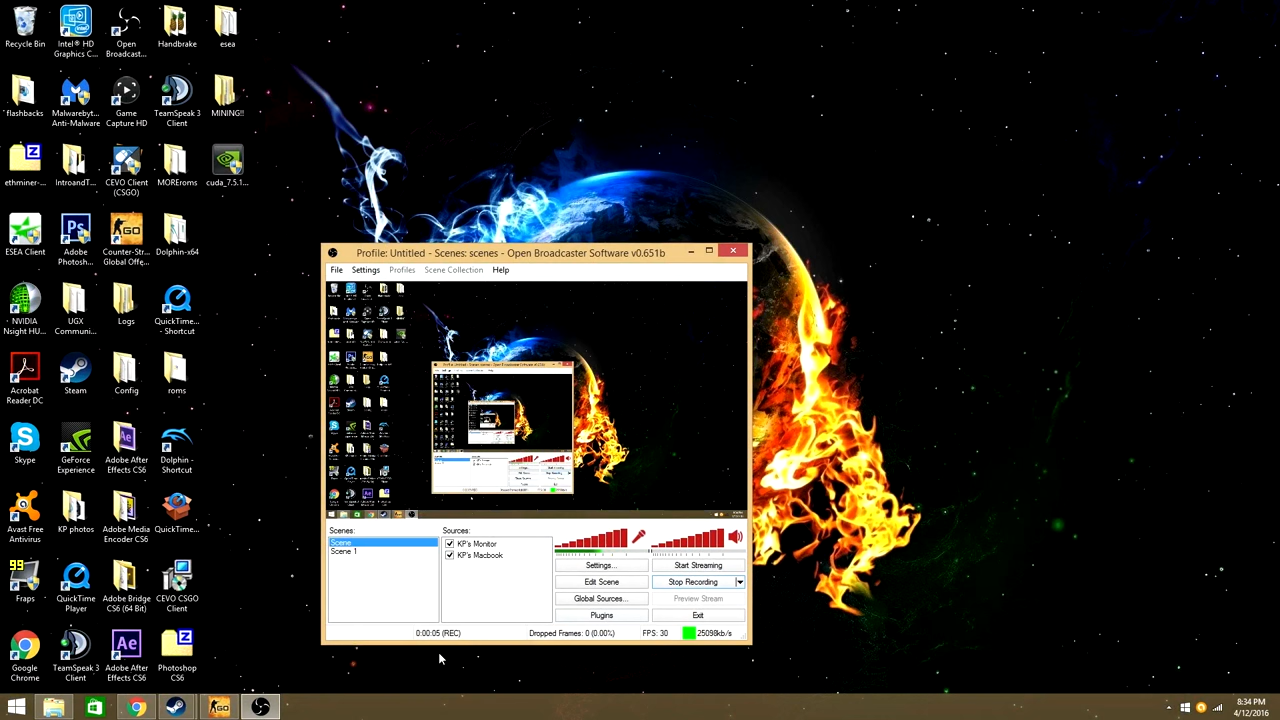 Recycle Bin
Intel® HD
Graphics C...
Open
Broadcast...
Handbrake
esea
flashbacks
Malwarebyt...
Anti-Malware
Game
Capture HD
TeamSpeak 3
Client
MINING!!
ethminer-...
IntroandT...
CEVO Client
(CSGO)
MOREroms
cuda_7.5.1...
ESEA Client
Adobe
Photosh...
Counter-Str...
Global Offe...
Dolphin-x64
NVIDIA
Nsight HU...
UGX
Communi...
Logs
QuickTime...
- Shortcut
Acrobat
Reader DC
Steam
Config
roms
Skype
GeForce
Experience
Adobe After
Effects CS6
Dolphin -
Shortcut
Avast Free
Antivirus
KP photos
Adobe Media
Encoder CS6
QuickTime...
99
Fraps
QuickTime
Player
Adobe Bridge
CS6 (64 Bit)
CEVO CSGO
Client
Google
Chrome
TeamSpeak 3
Client
Adobe After
Effects CS6
Photoshop
CS6
Profile: Untitled - Scenes: scenes - Open Broadcaster Software v0.651b
File Settings Profiles Scene Collection Help
Scenes:
Scene
Scene 1
Sources:
KP's Monitor
KP's Macbook
Settings... Start Streaming
Edit Scene Stop Recording
Global Sources... Preview Stream
Plugins Exit
0:00:05 (REC) Dropped Frames: 0 (0.00%) FPS: 30 25098kb/s
8:34 PM
4/12/2016